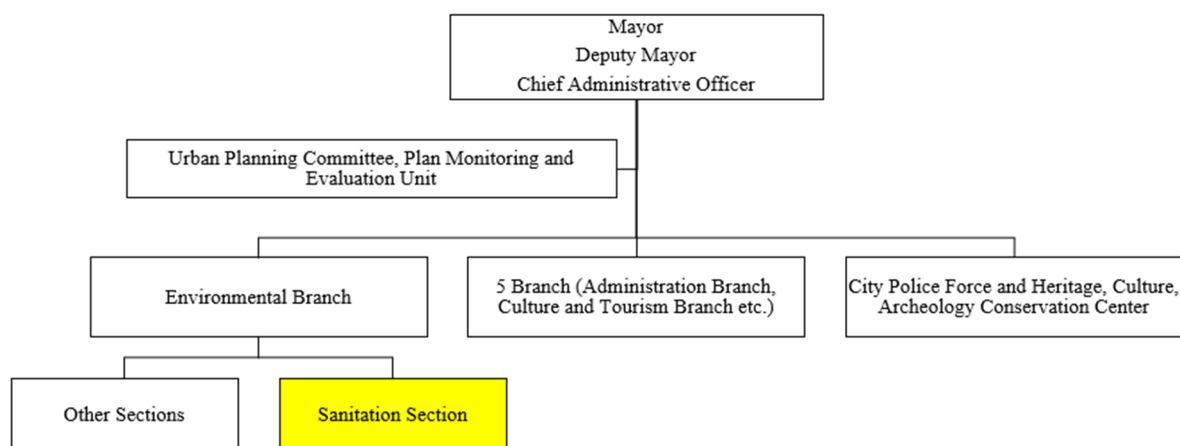 Mayor
Deputy Mayor
Chief Administrative Officer
Urban Planning Committee, Plan Monitoring and
Evaluation Unit
Environmental Branch
5 Branch (Administration Branch,
Culture and Tourism Branch etc.)
City Police Force and Heritage, Culture,
Archeology Conservation Center
Other Sections
Sanitation Section